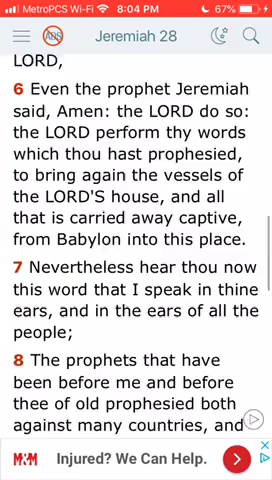 MetroPCS Wi-Fi 8:04 PM 67%
ADS Jeremiah 28
LORD,
6 Even the prophet Jeremiah
said, Amen: the LORD do so:
the LORD perform thy words
which thou hast prophesied,
to bring again the vessels of
the LORD'S house, and all
that is carried away captive,
from Babylon into this place.
7 Nevertheless hear thou now
this word that I speak in thine
ears, and in the ears of all the
people;
8 The prophets that have
been before me and before
thee of old prophesied both
against many countries, and
M&M Injured? We Can Help.